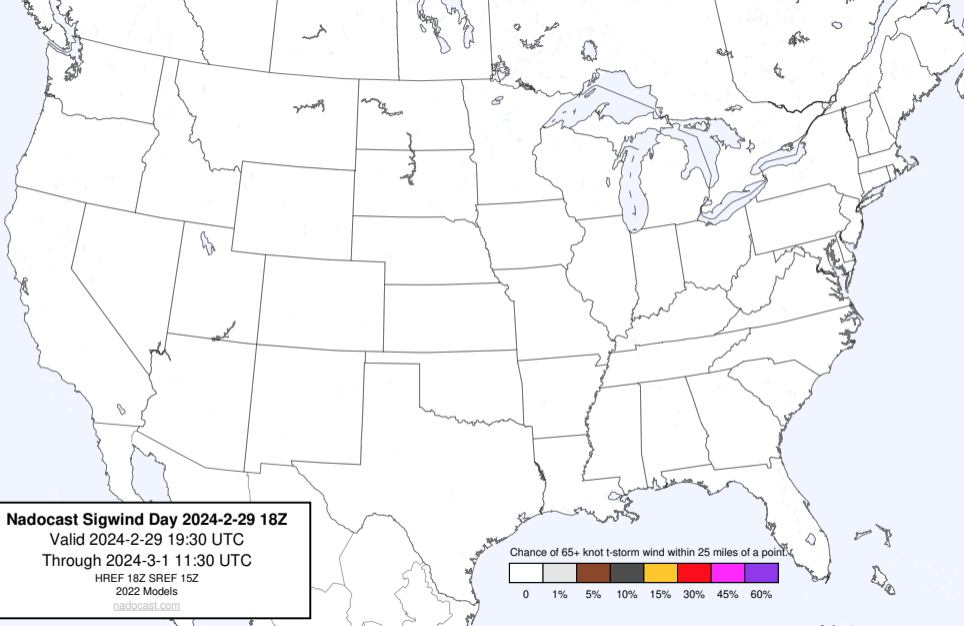 Nadocast Sigwind Day 2024-2-29 18Z
Valid 2024-2-29 19:30 UTC
Through 2024-3-1 11:30 UTC
HREF 18Z SREF 15Z
2022 Models
nadocast.com
Chance of 65+ knot t-storm wind within 25 miles of a point.
0 1% 5% 10% 15% 30% 45% 60%